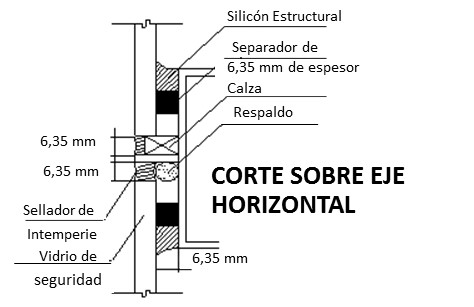 Silicón Estructural
Separador de
6,35 mm de espesor
Calza
Respaldo
6,35 mm
6,35 mm
CORTE SOBRE EJE
HORIZONTAL
Sellador de
Intemperie
Vidrio de
seguridad
6,35 mm